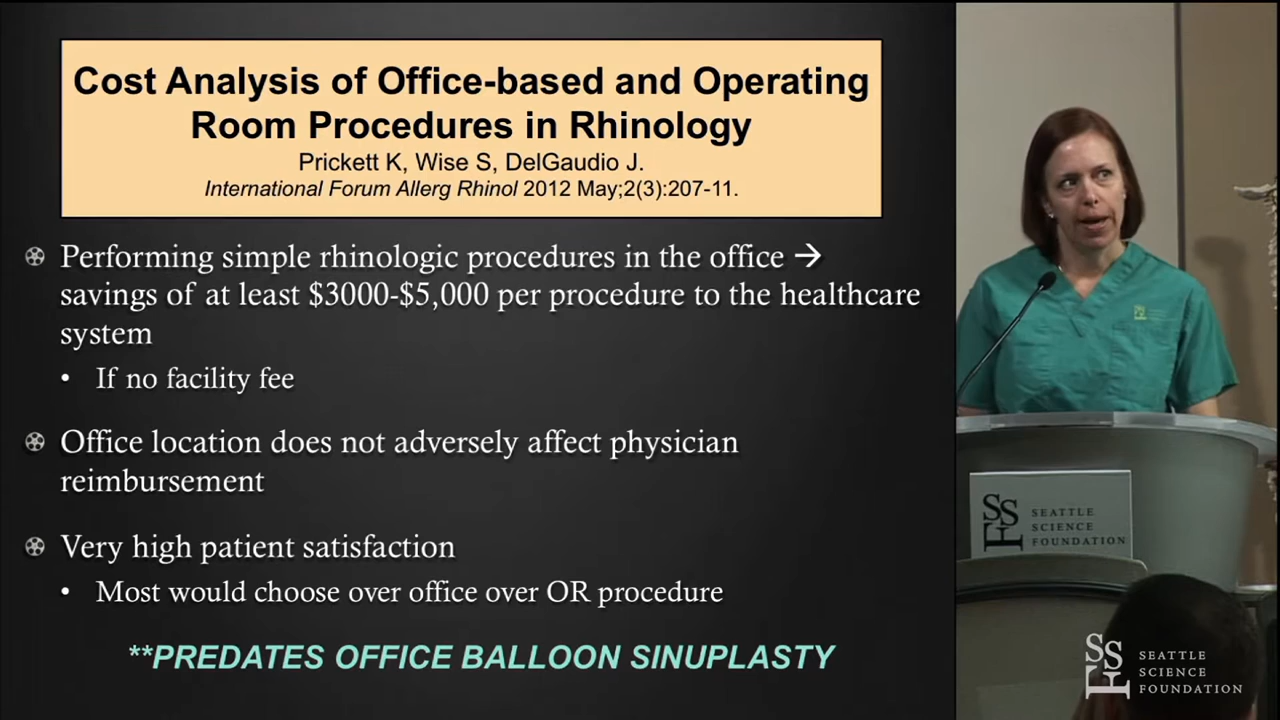 Cost Analysis of Office-based and Operating
Room Procedures in Rhinology
Prickett K, Wise S, DelGaudio J.
International Forum Allerg Rhinol 2012 May;2(3):207-11.
Performing simple rhinologic procedures in the office →
savings of at least $3000-$5,000 per procedure to the healthcare
system
• If no facility fee
Office location does not adversely affect physician
reimbursement
Very high patient satisfaction
• Most would choose over office over OR procedure
**PREDATES OFFICE BALLOON SINUPLASTY
SSF
SEATTLE
SCIENCE
FOUNDATION
SSF
SEATTLE
SCIENCE
FOUNDATION